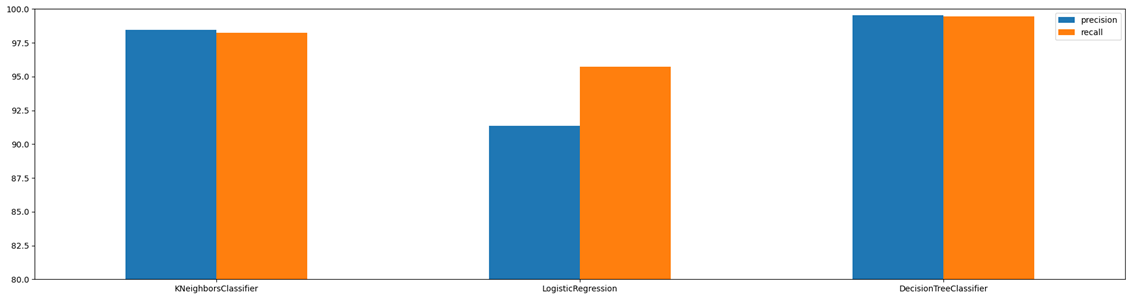 100.0
97.5
95.0
92.5
90.0
87.5
85.0
82.5
80.0
precision
recall
KNeighborsClassifier
LogisticRegression
DecisionTreeClassifier